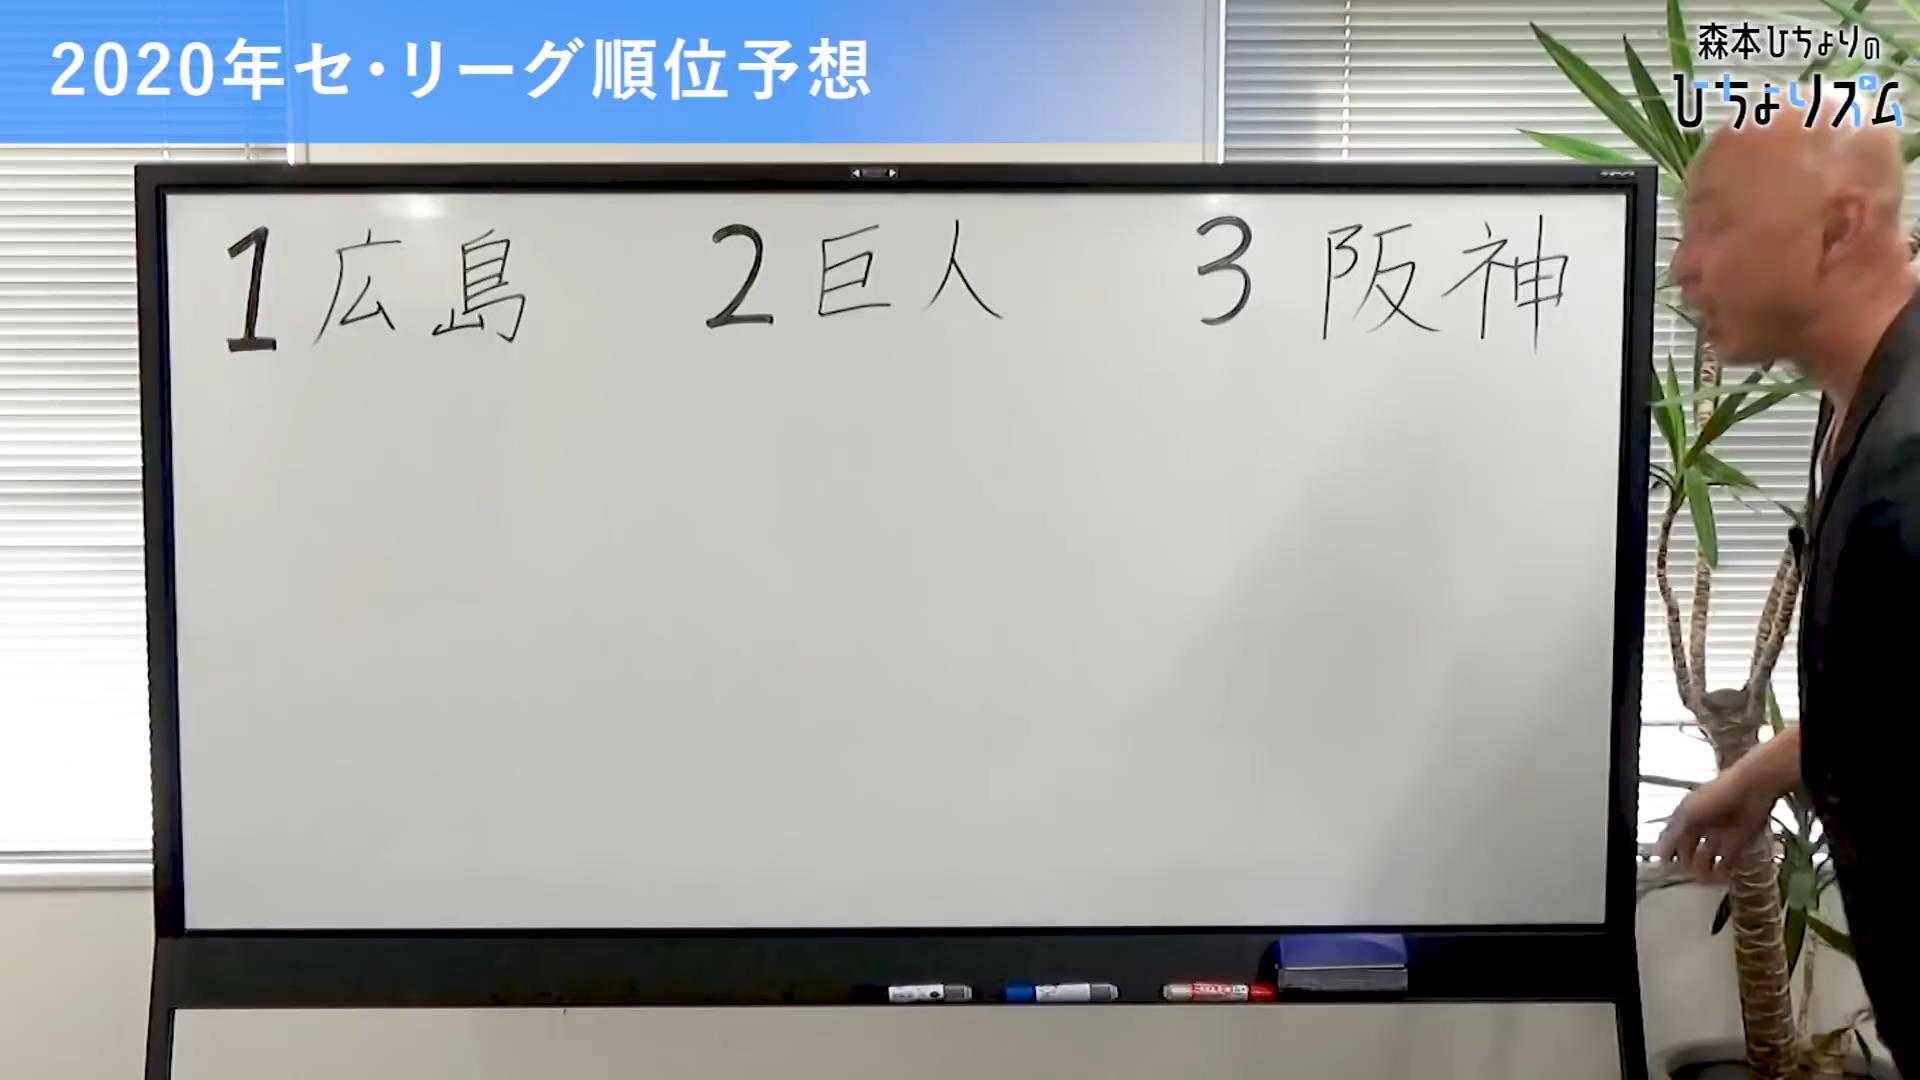 2020年セ・リーグ順位予想
森本ひちょりの
ひちょりズム
1 広島 2 巨人 3 阪神